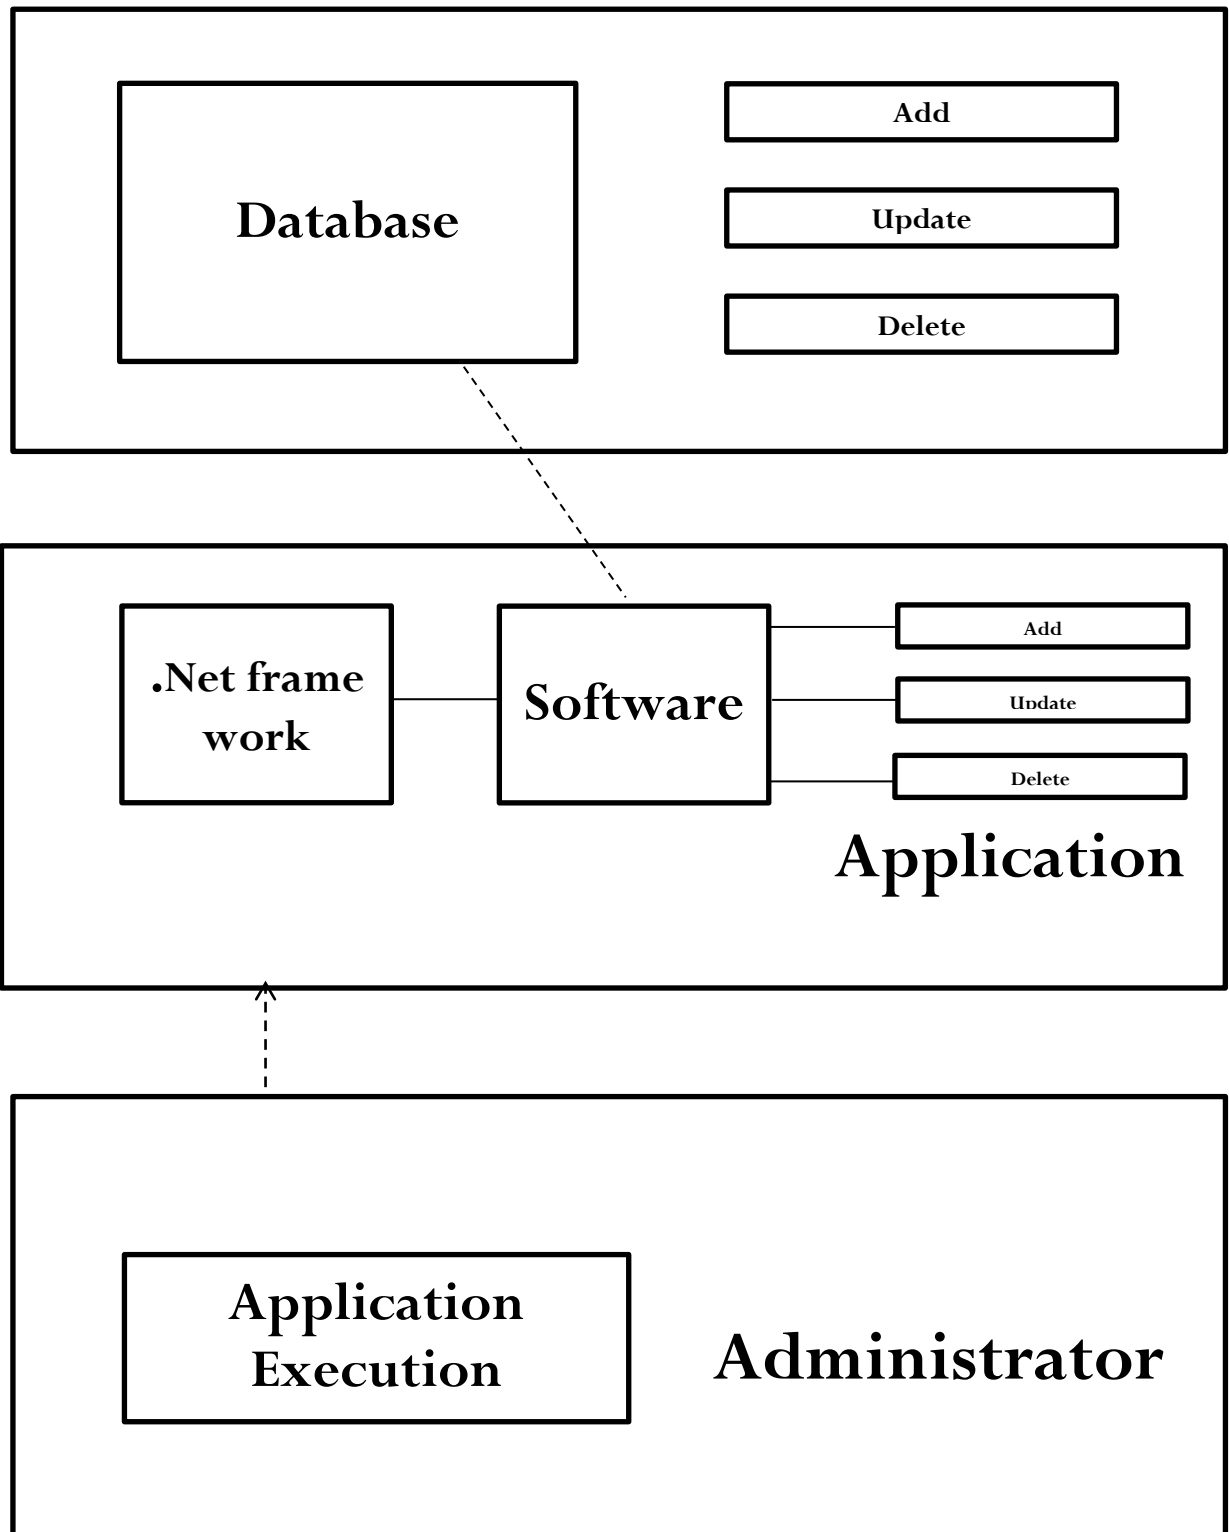 Database
Add
Update
Delete
.Net frame
work
Software
Add
Update
Delete
Application
Application
Execution
Administrator